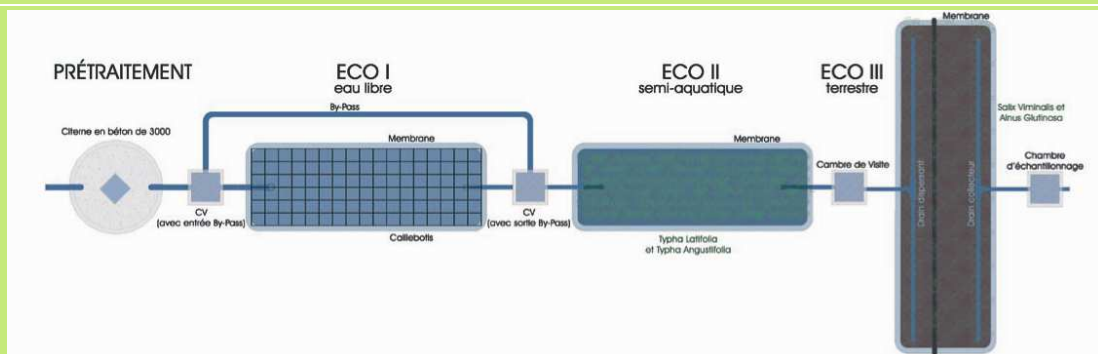 PRÉTRAITEMENT
Citerne en béton de 3000
CV
(avec entrée By-Pass)
ECO I
eau libre
By-Pass
Membrane
Caillebotis
CV
(avec sortie By-Pass)
ECO II
semi-aquatique
Membrane
Typha Latifolia
et Typha Angustifolia
ECO III
terrestre
Cambre de Visite
Membrane
Drain dispersant
Drain collecteur
Salix Viminalis et
Alnus Glutinosa
Chambre
d'échantillonnage